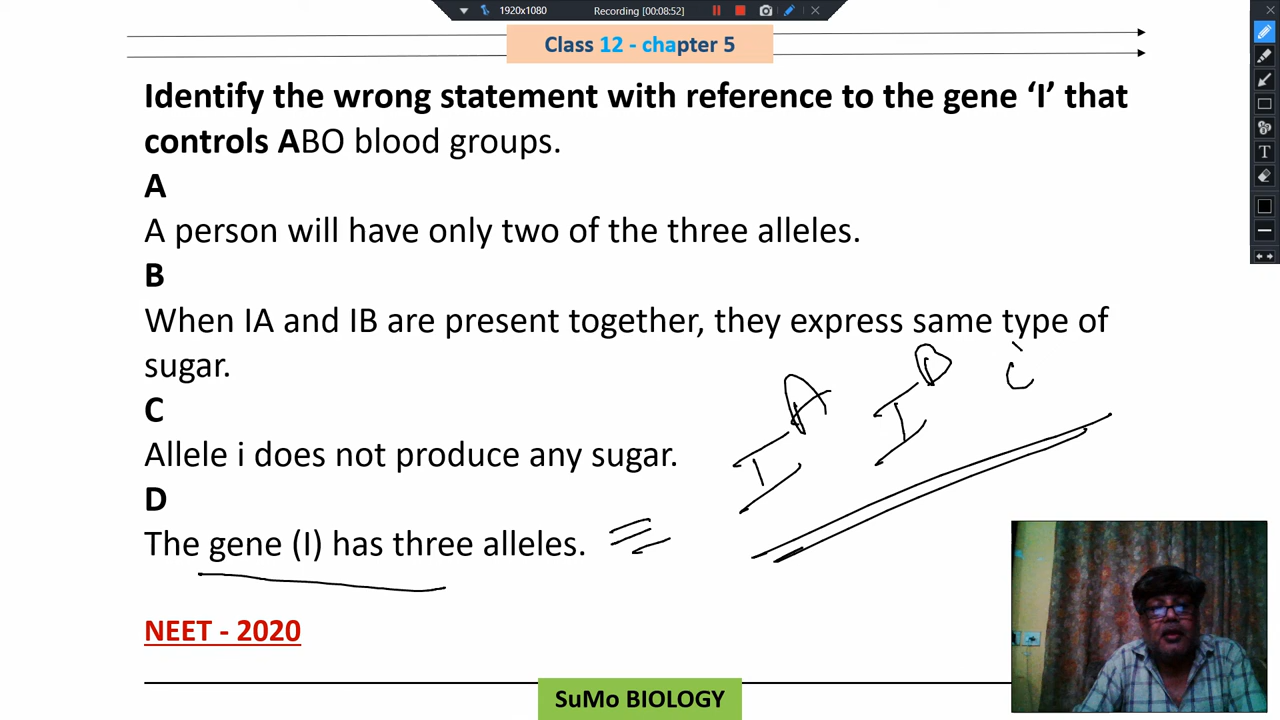 1920x1080 Recording [00:08:52]
Class 12 - chapter 5
Identify the wrong statement with reference to the gene ‘I’ that
controls ABO blood groups.
A
A person will have only two of the three alleles.
B
When IA and IB are present together, they express same type of
sugar.
C
Allele i does not produce any sugar.
D
The gene (I) has three alleles.
I^A I^B i
NEET - 2020
SuMo BIOLOGY